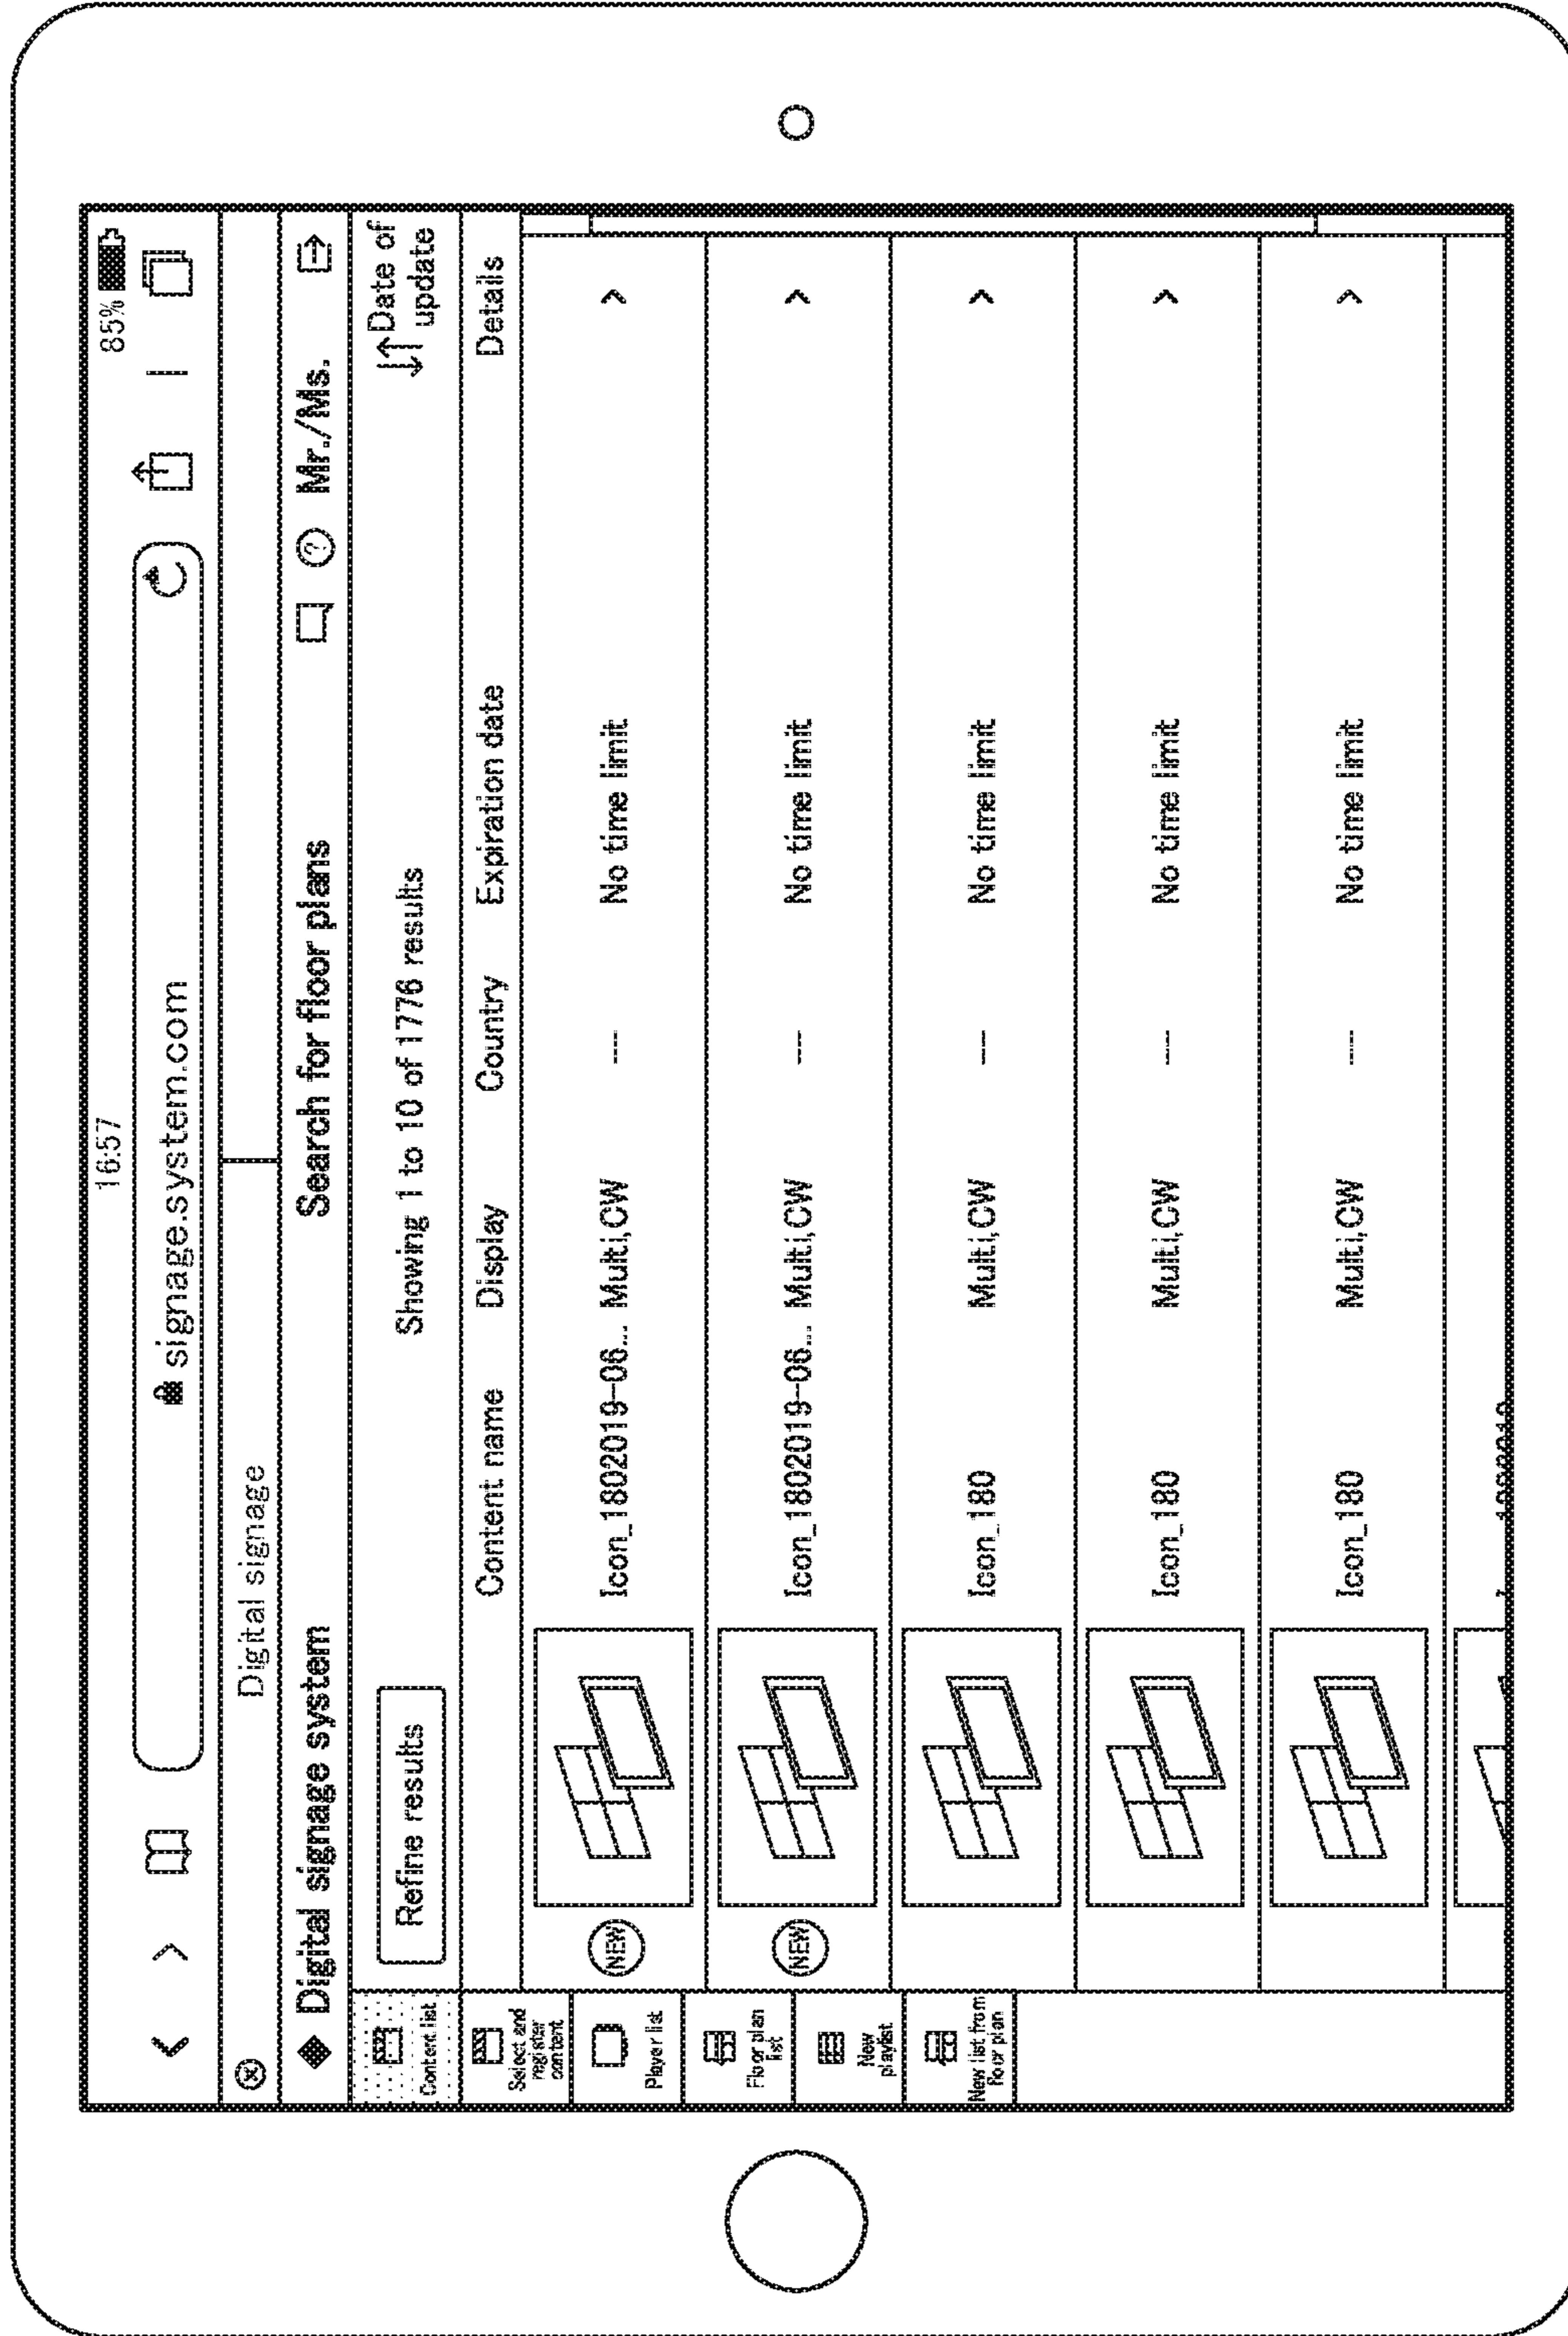 16:57
85%
signage.system.com
Digital signage
Digital signage system
Search for floor plans
? Mr./Ms.
Content list
Select and
register
content
Player list
Floor plan
list
New
playlist
New list from
floor plan
Refine results
Showing 1 to 10 of 1776 results
Date of
update
Content name Display Country Expiration date Details
NEW Icon_1802019-06... Multi,CW --- No time limit
NEW Icon_1802019-06... Multi,CW --- No time limit
Icon_180 Multi,CW --- No time limit
Icon_180 Multi,CW --- No time limit
Icon_180 Multi,CW --- No time limit